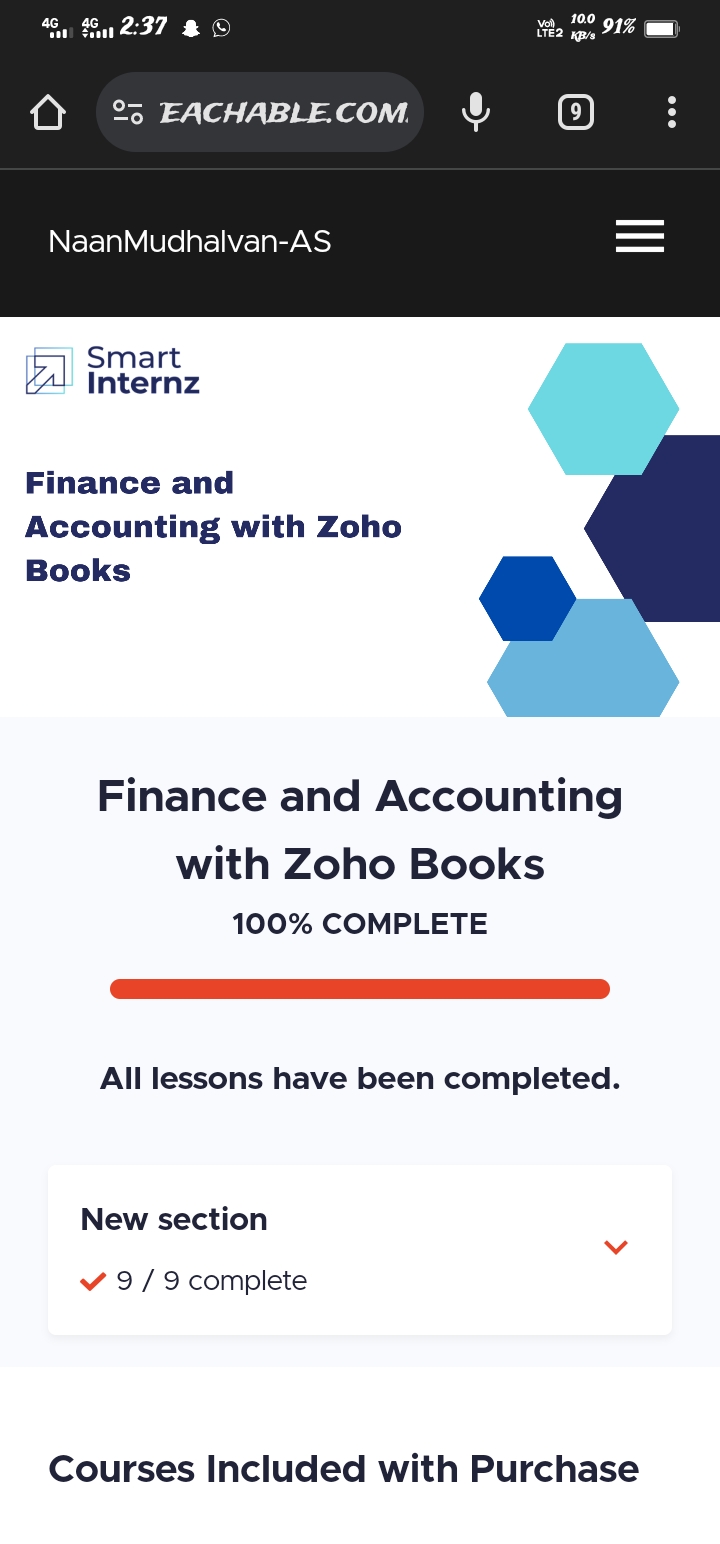 4G 4G 2:37 Vo) LTE2 10.0 KB/s 91%
EACHABLE.COM 9
NaanMudhalvan-AS
Smart
Internz
Finance and
Accounting with Zoho
Books
Finance and Accounting
with Zoho Books
100% COMPLETE
All lessons have been completed.
New section
9 / 9 complete
Courses Included with Purchase